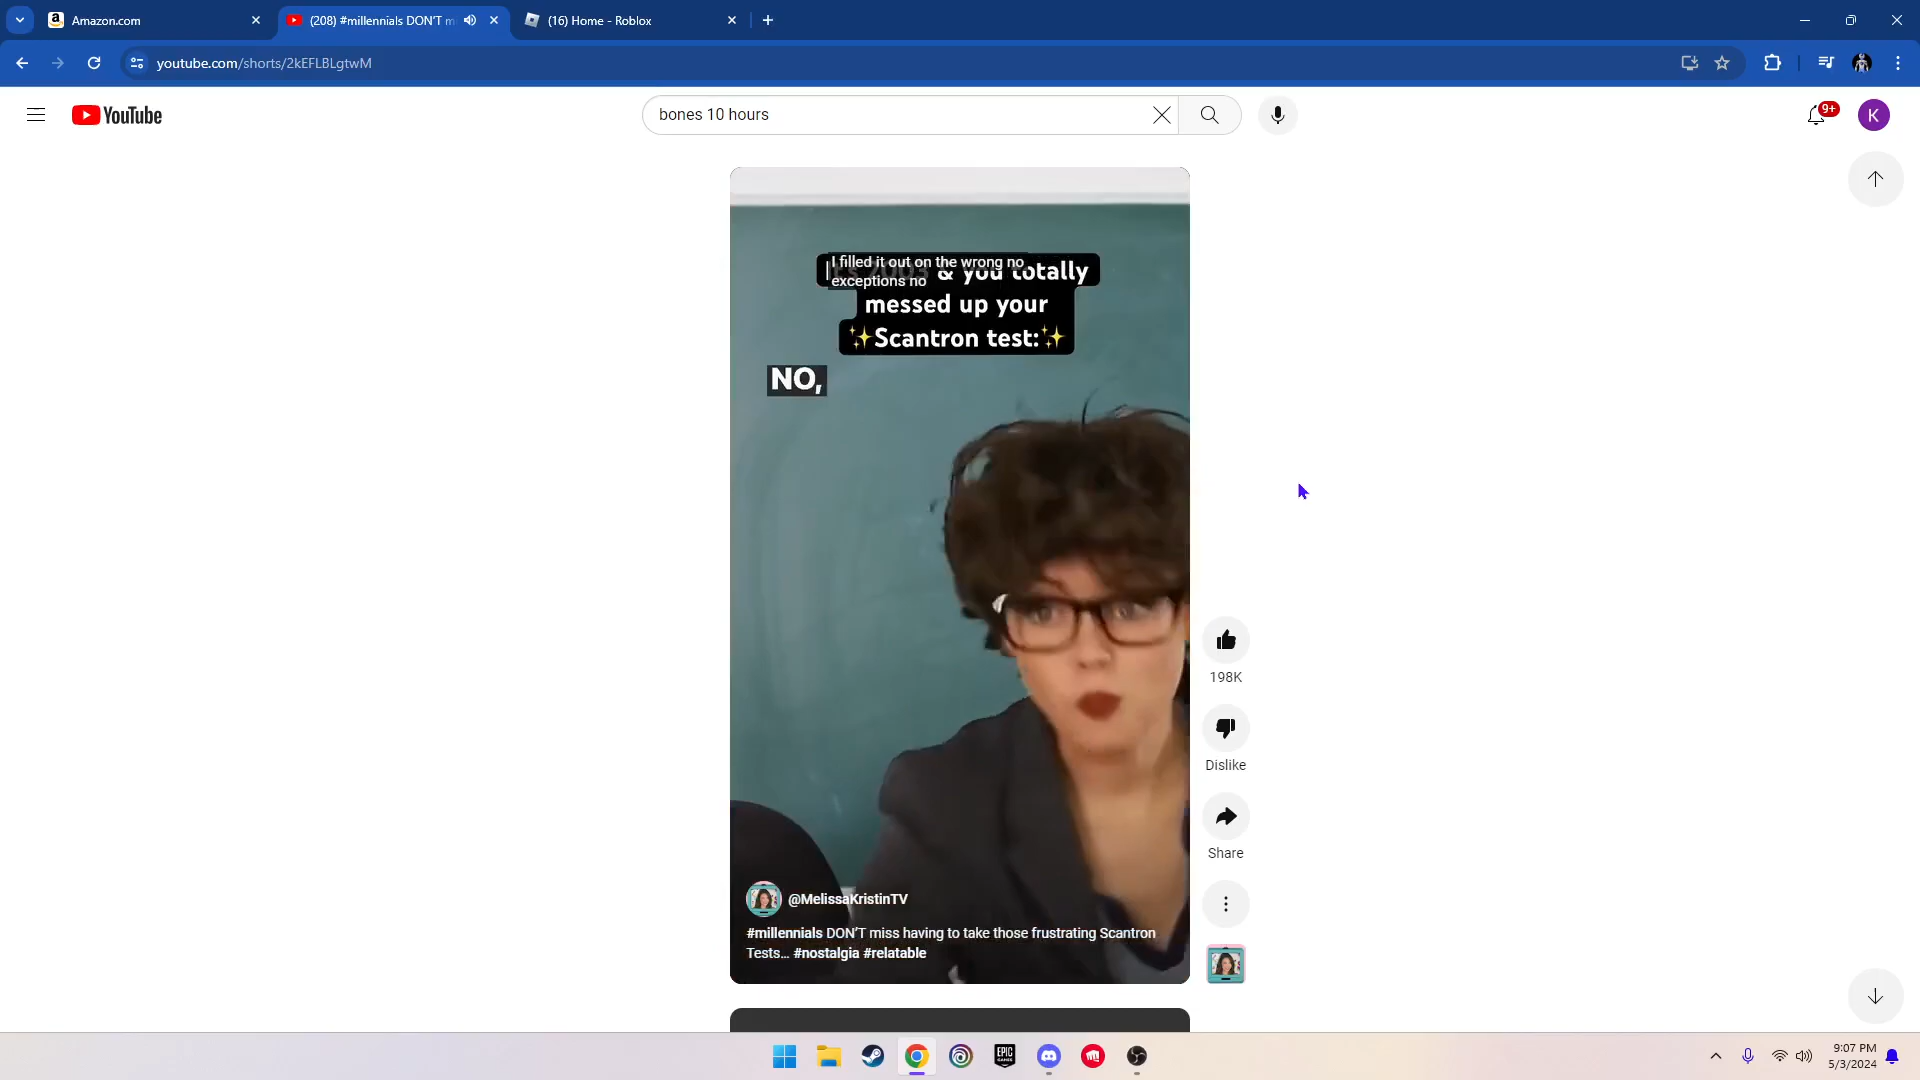 Amazon.com
(208) #millennials DON'T m
(16) Home - Roblox
youtube.com/shorts/2kEFLBLgtwM
YouTube
bones 10 hours
9+
K
& you totally
messed up your
✨Scantron test:✨
I filled it out on the wrong no
exceptions no
NO,
198K
Dislike
Share
@MelissaKristinTV
#millennials DON'T miss having to take those frustrating Scantron
Tests... #nostalgia #relatable
EPIC
GAMES
9:07 PM
5/3/2024